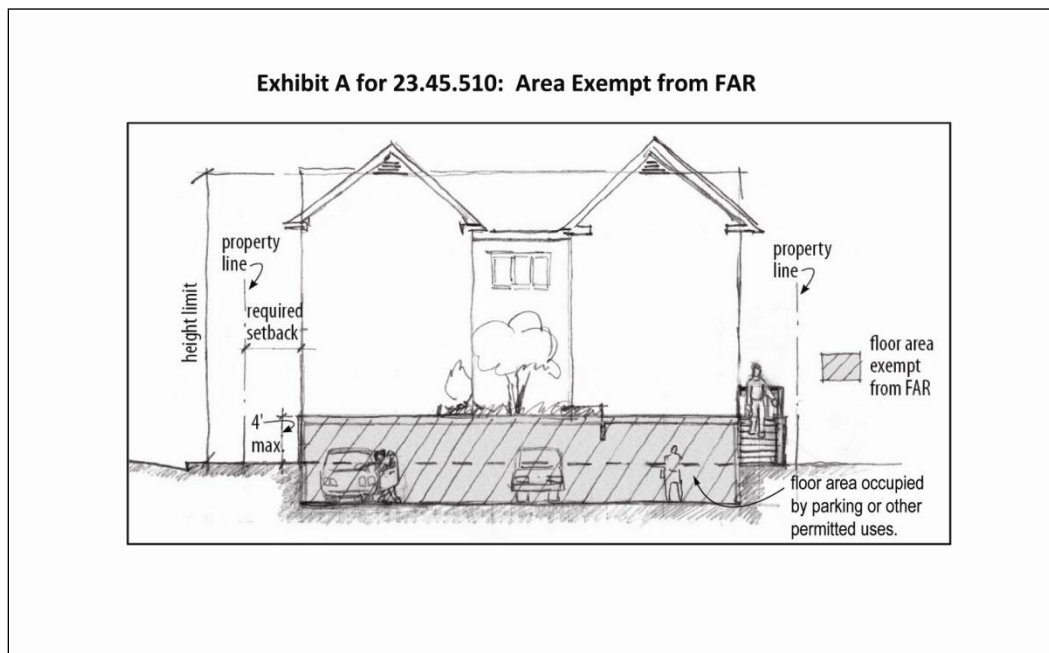 Exhibit A for 23.45.510:  Area Exempt from FAR
property
line
height limit
required
setback
4'
max.
property
line
floor area
exempt
from FAR
floor area occupied
by parking or other
permitted uses.